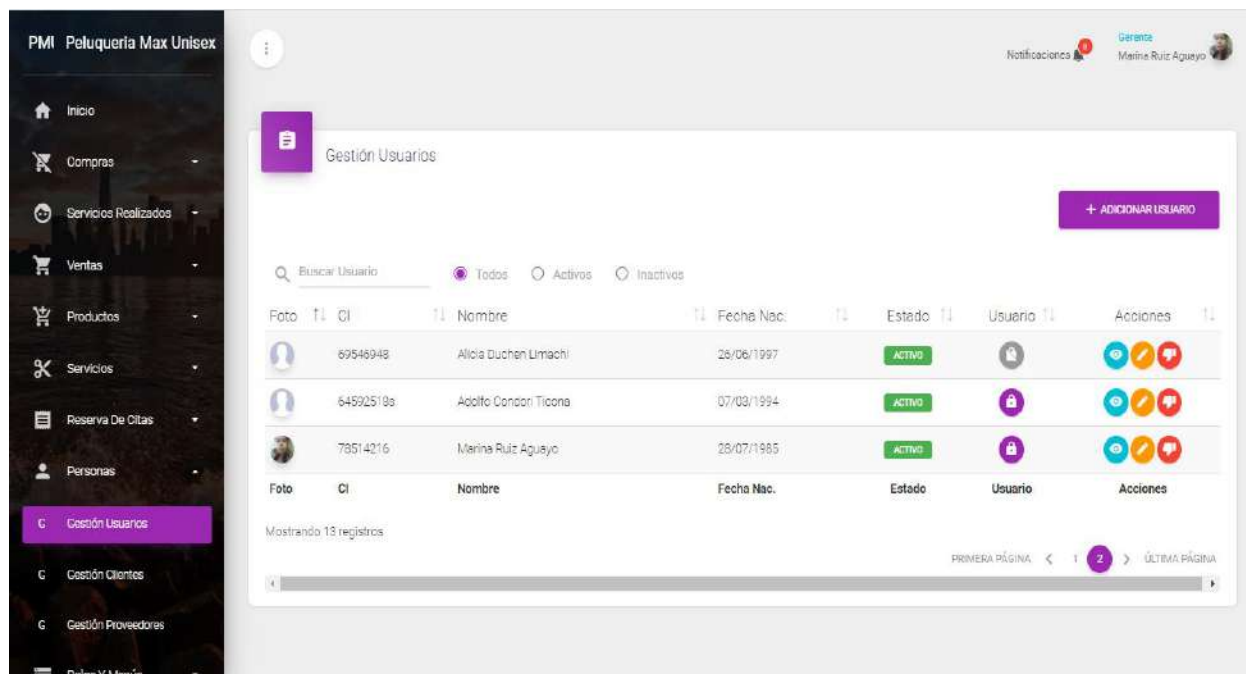 PMI Peluqueria Max Unisex
Notificaciones
Gerente
Marina Ruiz Aguayo
Inicio
Compras
Servicios Realizados
Ventas
Productos
Servicios
Reserva De Citas
Personas
G Gestión Usuarios
G Gestión Clientes
G Gestión Proveedores
Roles Y Menús
Gestión Usuarios
+ ADICIONAR USUARIO
Buscar Usuario Todos Activos Inactivos
Foto CI Nombre Fecha Nac. Estado Usuario Acciones
69546948 Alicia Duchen Limachi 26/06/1997 ACTIVO
Adolfo Condori Ticona 07/03/1994 ACTIVO
78514216 Marina Ruiz Aguayo 28/07/1985 ACTIVO
Foto CI Nombre Fecha Nac. Estado Usuario Acciones
Mostrando 13 registros
PRIMERA PÁGINA < 1 2 > ÚLTIMA PÁGINA